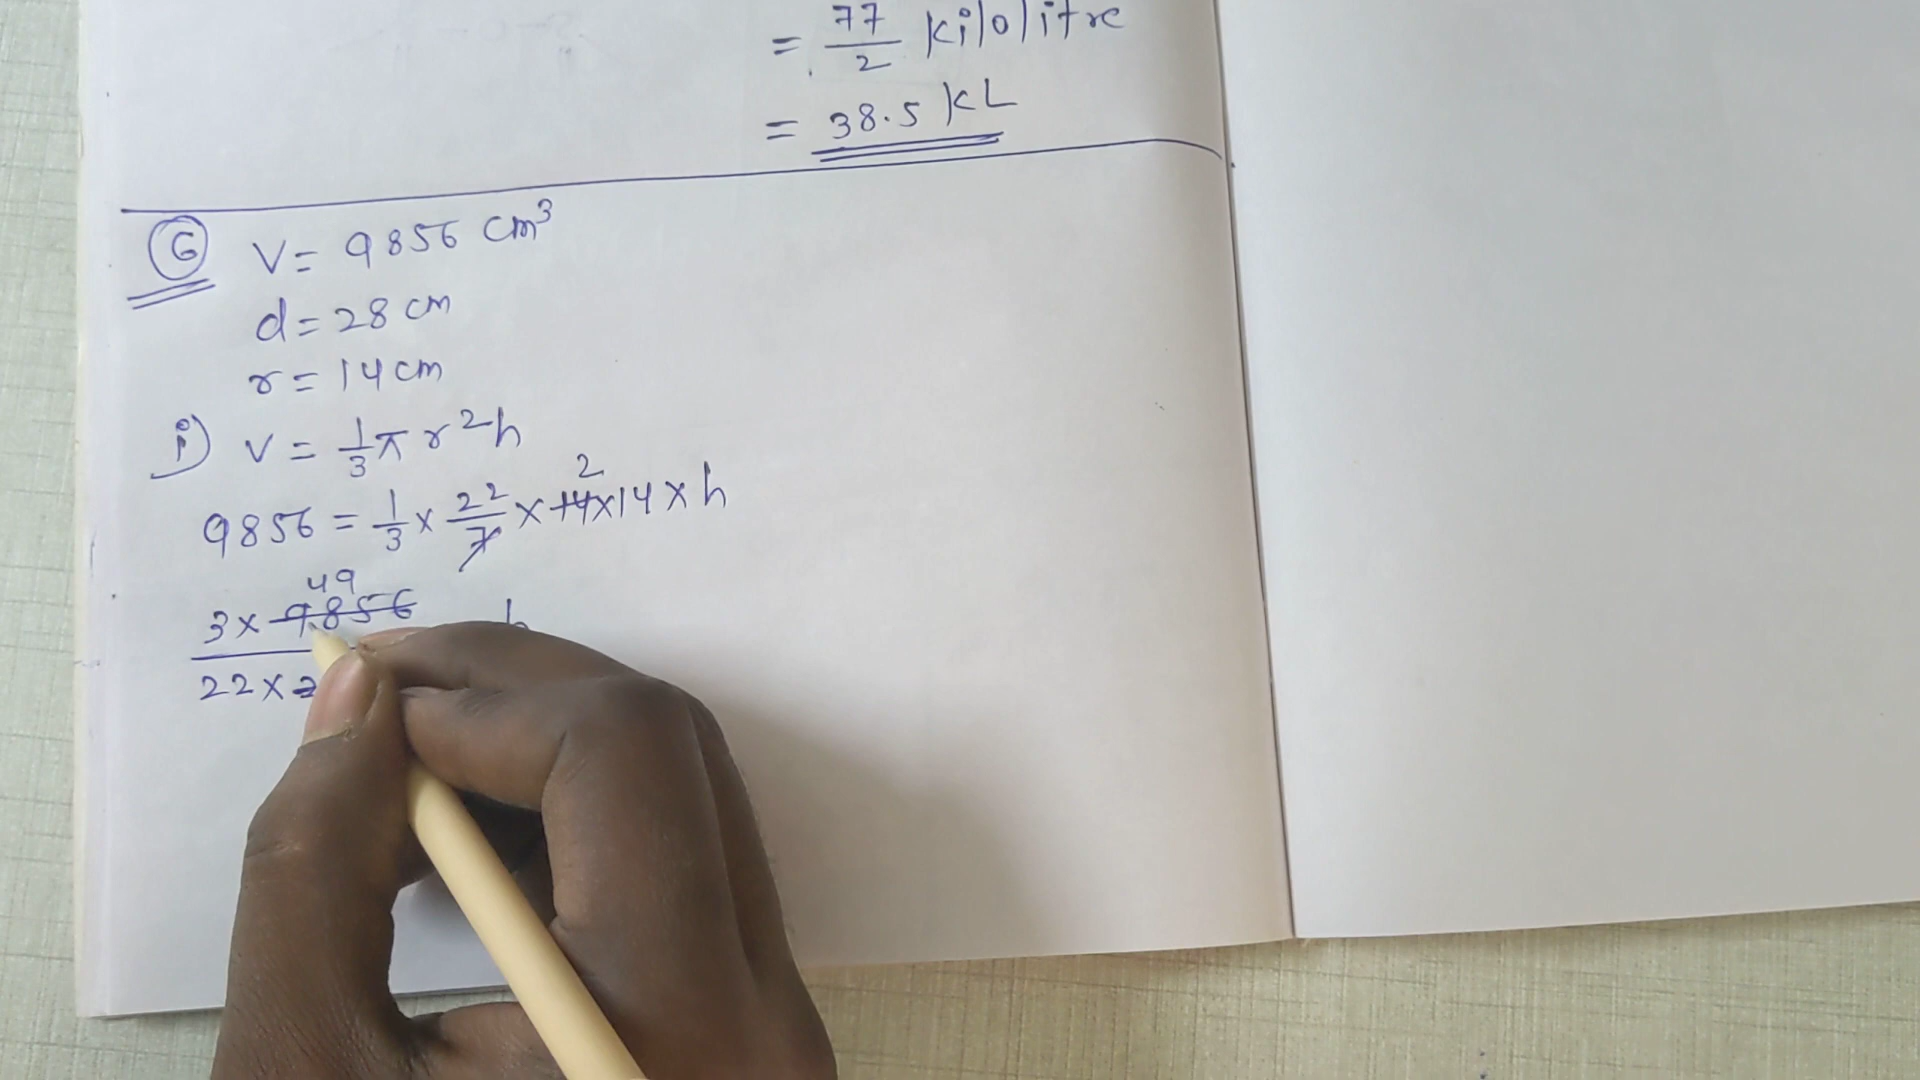 = 77/2 kilolitre
= 38.5 kL
6 V = 9856 cm³
d = 28 cm
r = 14 cm
i) V = 1/3 π r² h
2
9856 = 1/3 × 22/7 × 14 × 14 × h
49
3 × 9856 h
22 × 2